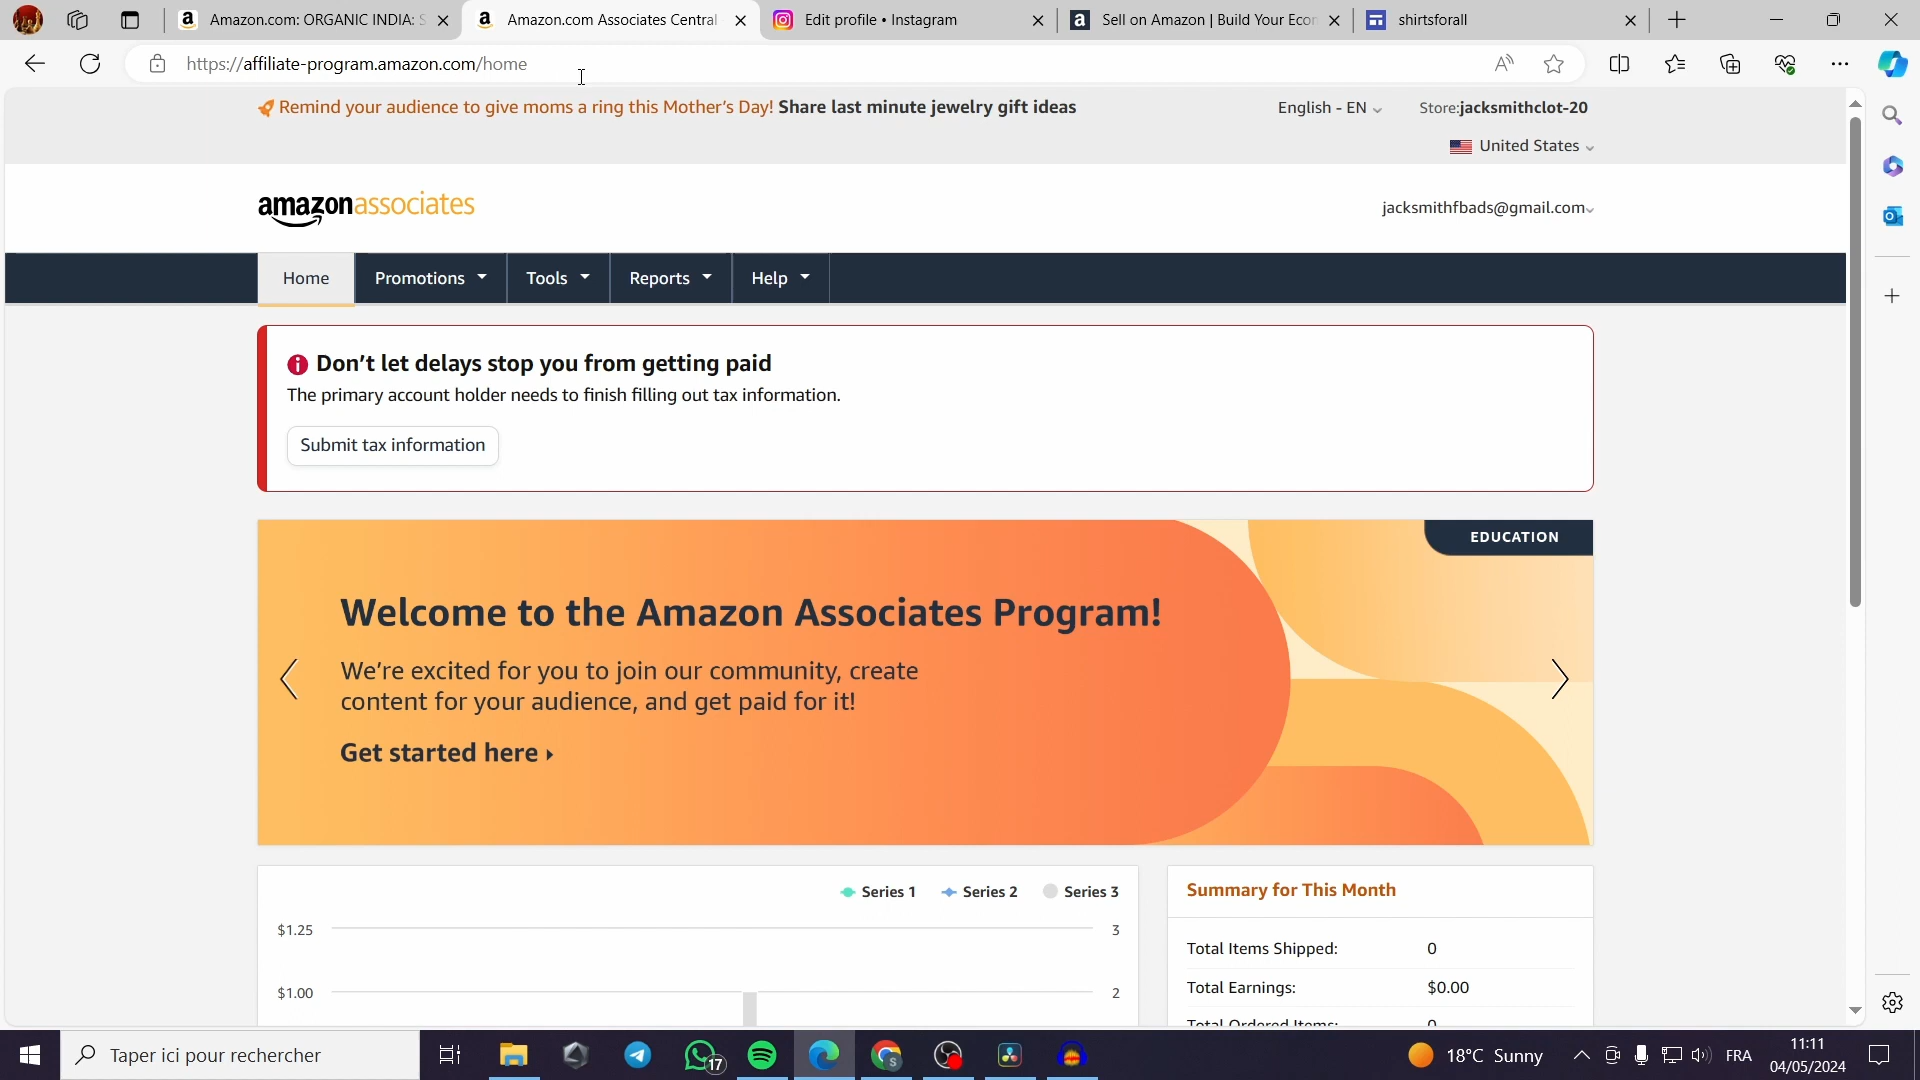 Amazon.com: ORGANIC INDIA: S
Amazon.com Associates Central
Edit profile • Instagram
Sell on Amazon | Build Your Econ
shirtsforall
https://affiliate-program.amazon.com/home
Remind your audience to give moms a ring this Mother's Day! Share last minute jewelry gift ideas
English - EN
Store:jacksmithclot-20
United States
amazonassociates
jacksmithfbads@gmail.com
Home
Promotions
Tools
Reports
Help
Don't let delays stop you from getting paid
The primary account holder needs to finish filling out tax information.
Submit tax information
EDUCATION
Welcome to the Amazon Associates Program!
We're excited for you to join our community, create
content for your audience, and get paid for it!
Get started here
Series 1
Series 2
Series 3
Summary for This Month
$1.25
3
Total Items Shipped: 0
Total Earnings: $0.00
$1.00
2
Total Ordered Items: 0
Taper ici pour rechercher
17
18°C Sunny
FRA
11:11
04/05/2024